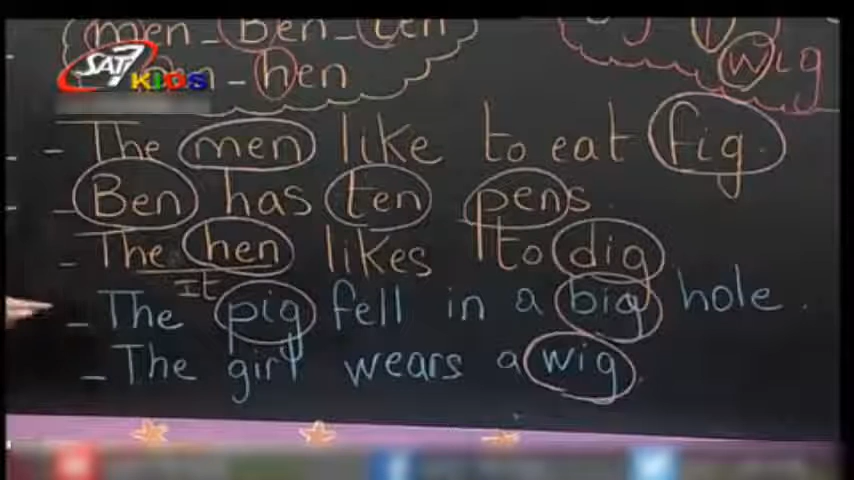 men - Ben - ten
- hen
wig
SAT7
KIDS
- The men like to eat fig.
- Ben has ten pens.
- The hen likes to dig
It
- The pig fell in a big hole.
- The girl wears a wig.